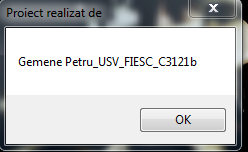 Proiect realizat de
Gemene Petru_USV_FIESC_C3121b
OK